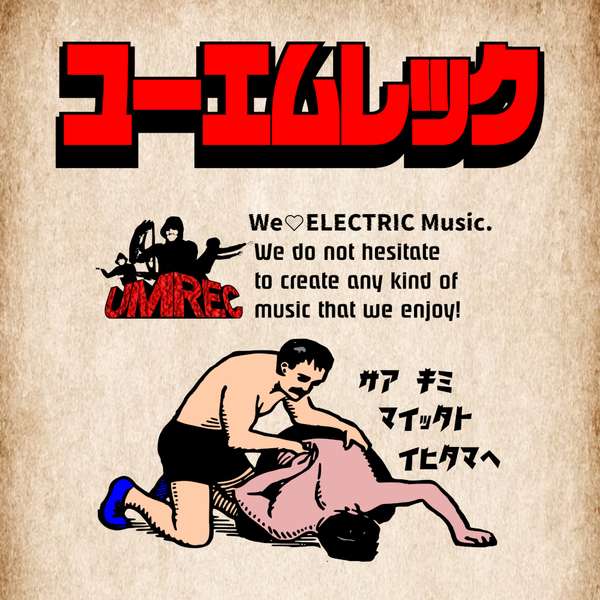 ユーエムレック
We♡ELECTRIC Music.
We do not hesitate
to create any kind of
music that we enjoy!
UMREC
サア キミ
マイッタト
イヒタマヘ